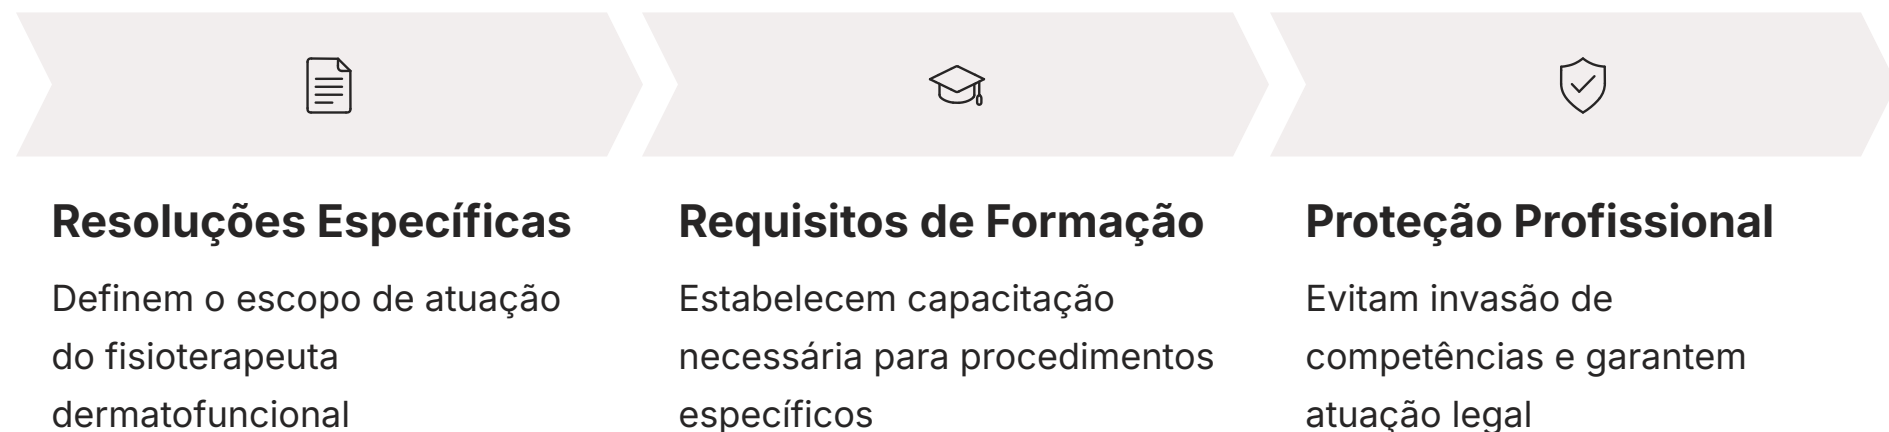 Resoluções Específicas
Definem o escopo de atuação
do fisioterapeuta
dermatofuncional
Requisitos de Formação
Estabelecem capacitação
necessária para procedimentos
específicos
Proteção Profissional
Evitam invasão de
competências e garantem
atuação legal